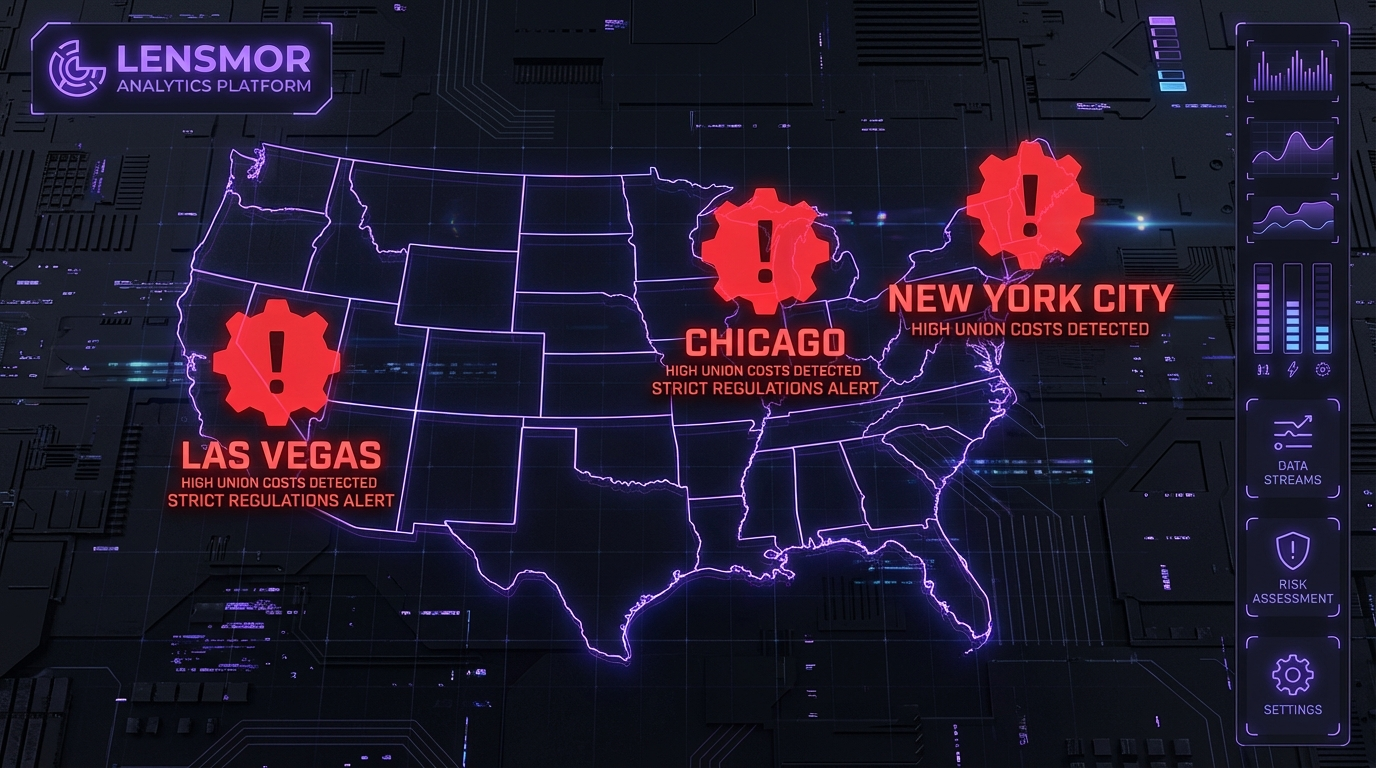 LENSMOR
ANALYTICS PLATFORM
NEW YORK CITY
HIGH UNION COSTS DETECTED
CHICAGO
HIGH UNION COSTS DETECTED
STRICT REGULATIONS ALERT
LAS VEGAS
HIGH UNION COSTS DETECTED
STRICT REGULATIONS ALERT
DATA
STREAMS
RISK
ASSESSMENT
SETTINGS